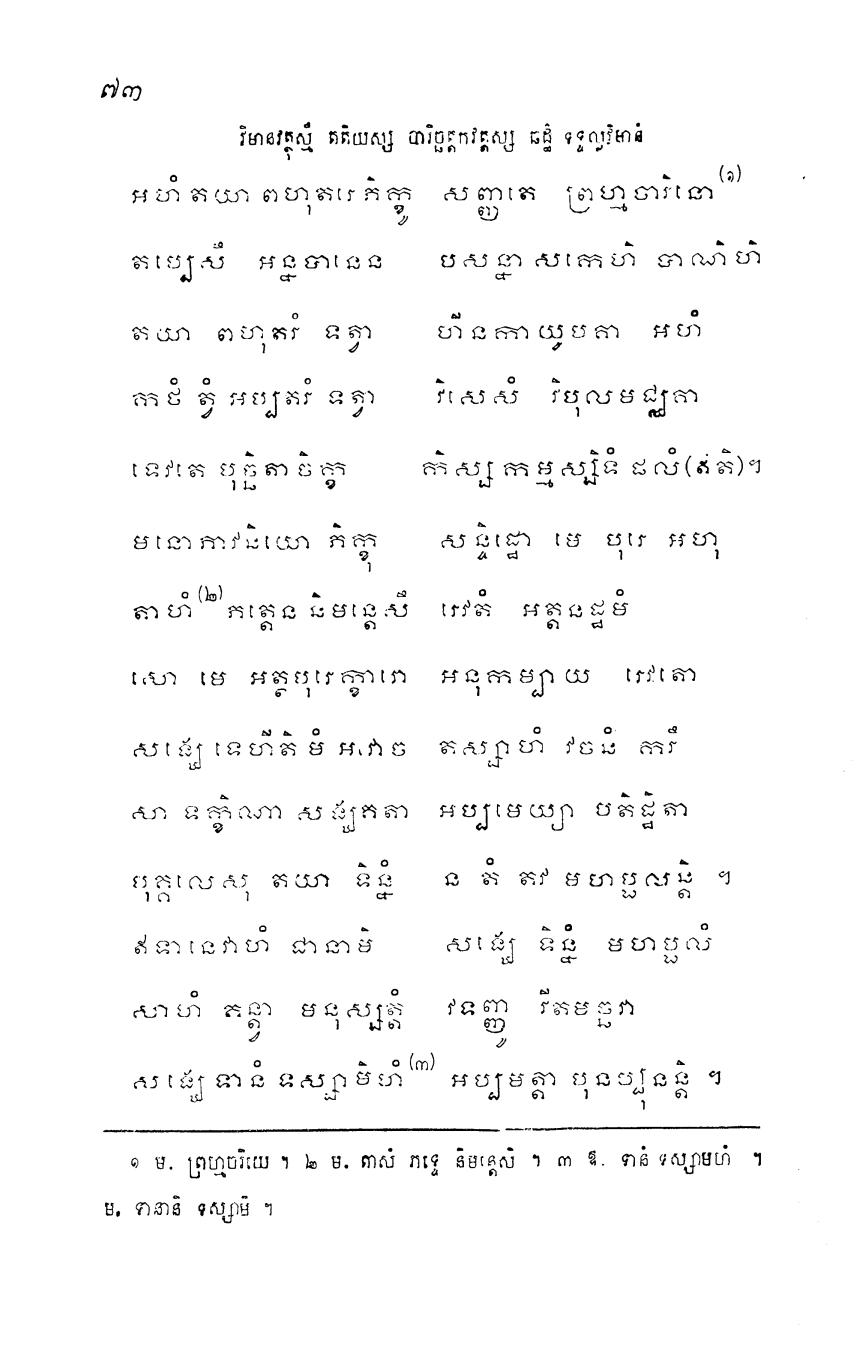 ៧៣
វិមានវត្ថុស្មឹ តតិយស្ស បារិច្ឆត្តកវគ្គស្ស ឆដ្ឋំ ទទ្ទល្លវិមានំ
អហំ តយា ពហុតរេ ភិក្ខូ សញ្ញតេ ព្រហ្មចារិនោ(១)
តប្បេសឹ អន្នបានេន បសន្នា សកេហិ បាណិហិ
តយា ពហុតរំ ទត្វា ហីនកាយូបគា អហំ
កថំ ត្វំ អប្បតរំ ទត្វា វិសេសំ វិបុលមជ្ឈគា
ទេវតេ បុច្ឆិតាចិក្ខ កិស្ស កម្មស្សិទំ ផលំ(ឥតិ)។
មនោភាវនិយោ ភិក្ខុ សន្ទិដ្ឋោ មេ បុរេ អហុ
តាហំ(២)ភត្តេន និមន្តេសឹ រេវតំ អត្តនដ្ឋមំ
សោ មេ អត្ថបុរេក្ខារោ អនុកម្បាយ រេវតោ
សង្ឃេ ទេហីតិ មំ អវោច តស្សាហំ វចនំ ករឹ
សា ទក្ខិណា សង្ឃគតា អប្បមេយ្យា បតិដ្ឋិតា
បុគ្គលេសុ តយា ទិន្នំ ន តំ តវ មហប្ផលន្តិ ។
ឥទានេវាហំ ជានាមិ សង្ឃេ ទិន្នំ មហប្ផលំ
សាហំ គន្ត្វា មនុស្សត្តំ វទញ្ញូ វីតមច្ឆរា
សង្ឃេ ទានំ ទស្សាមិហំ(៣) អប្បមត្តា បុនប្បុនន្តិ ។
១ ម. ព្រហ្មចរិយេ ។ ២ ម. តាសំ ភទ្ទេ និមន្តេសិ ។ ៣ ឱ. ទានំ ទស្សាមហំ ។
ម. ទានានិ ទស្សាមិ ។